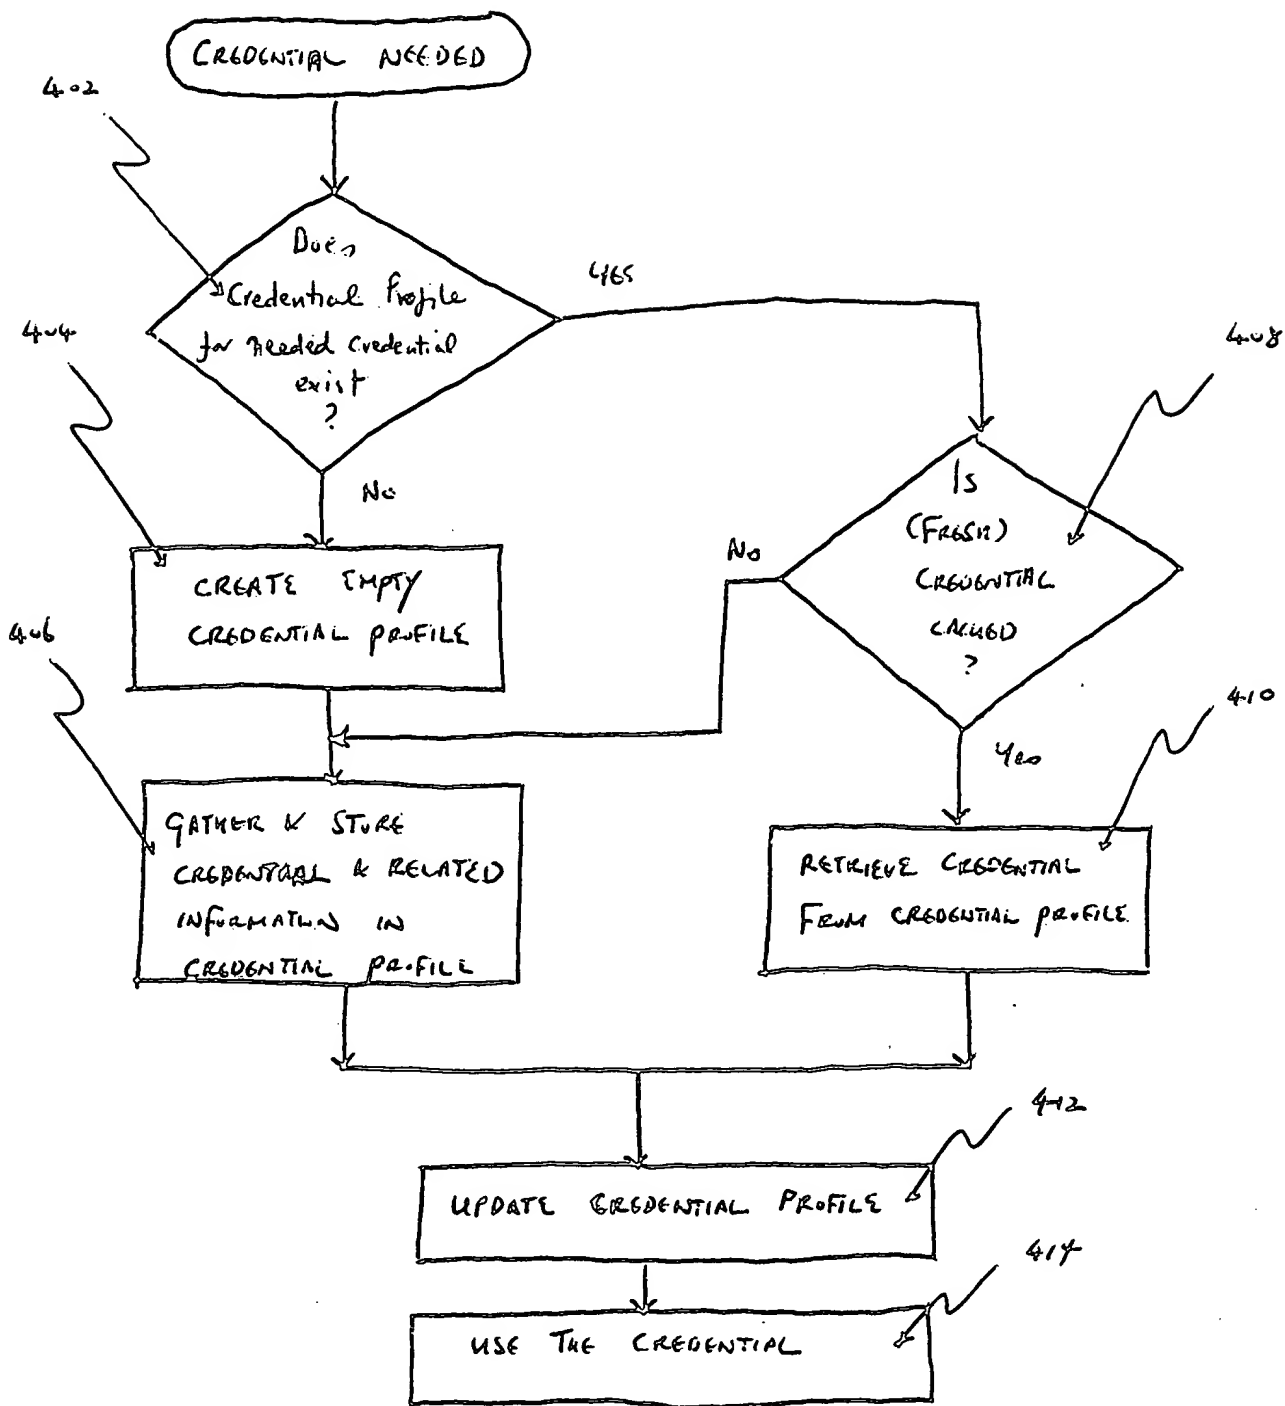 CREDENTIAL NEEDED
402
Does
Credential Profile
for needed credential
exist
?
YES
404
No
408
Is
(FRESH)
CREDENTIAL
CACHED
?
No
CREATE EMPTY
CREDENTIAL PROFILE
406
410
Yes
GATHER & STORE
CREDENTIAL & RELATED
INFORMATION IN
CREDENTIAL PROFILE
RETRIEVE CREDENTIAL
FROM CREDENTIAL PROFILE
412
UPDATE CREDENTIAL PROFILE
414
USE THE CREDENTIAL